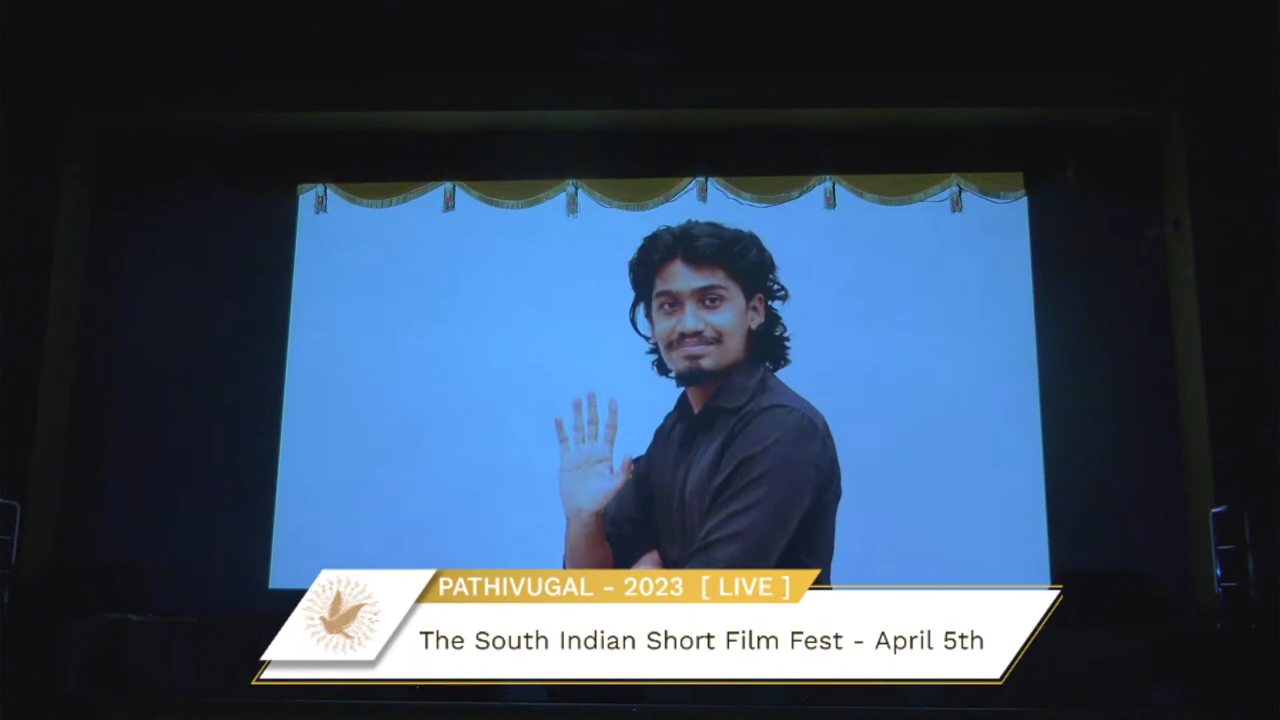 PATHIVUGAL - 2023 [ LIVE ]
The South Indian Short Film Fest - April 5th